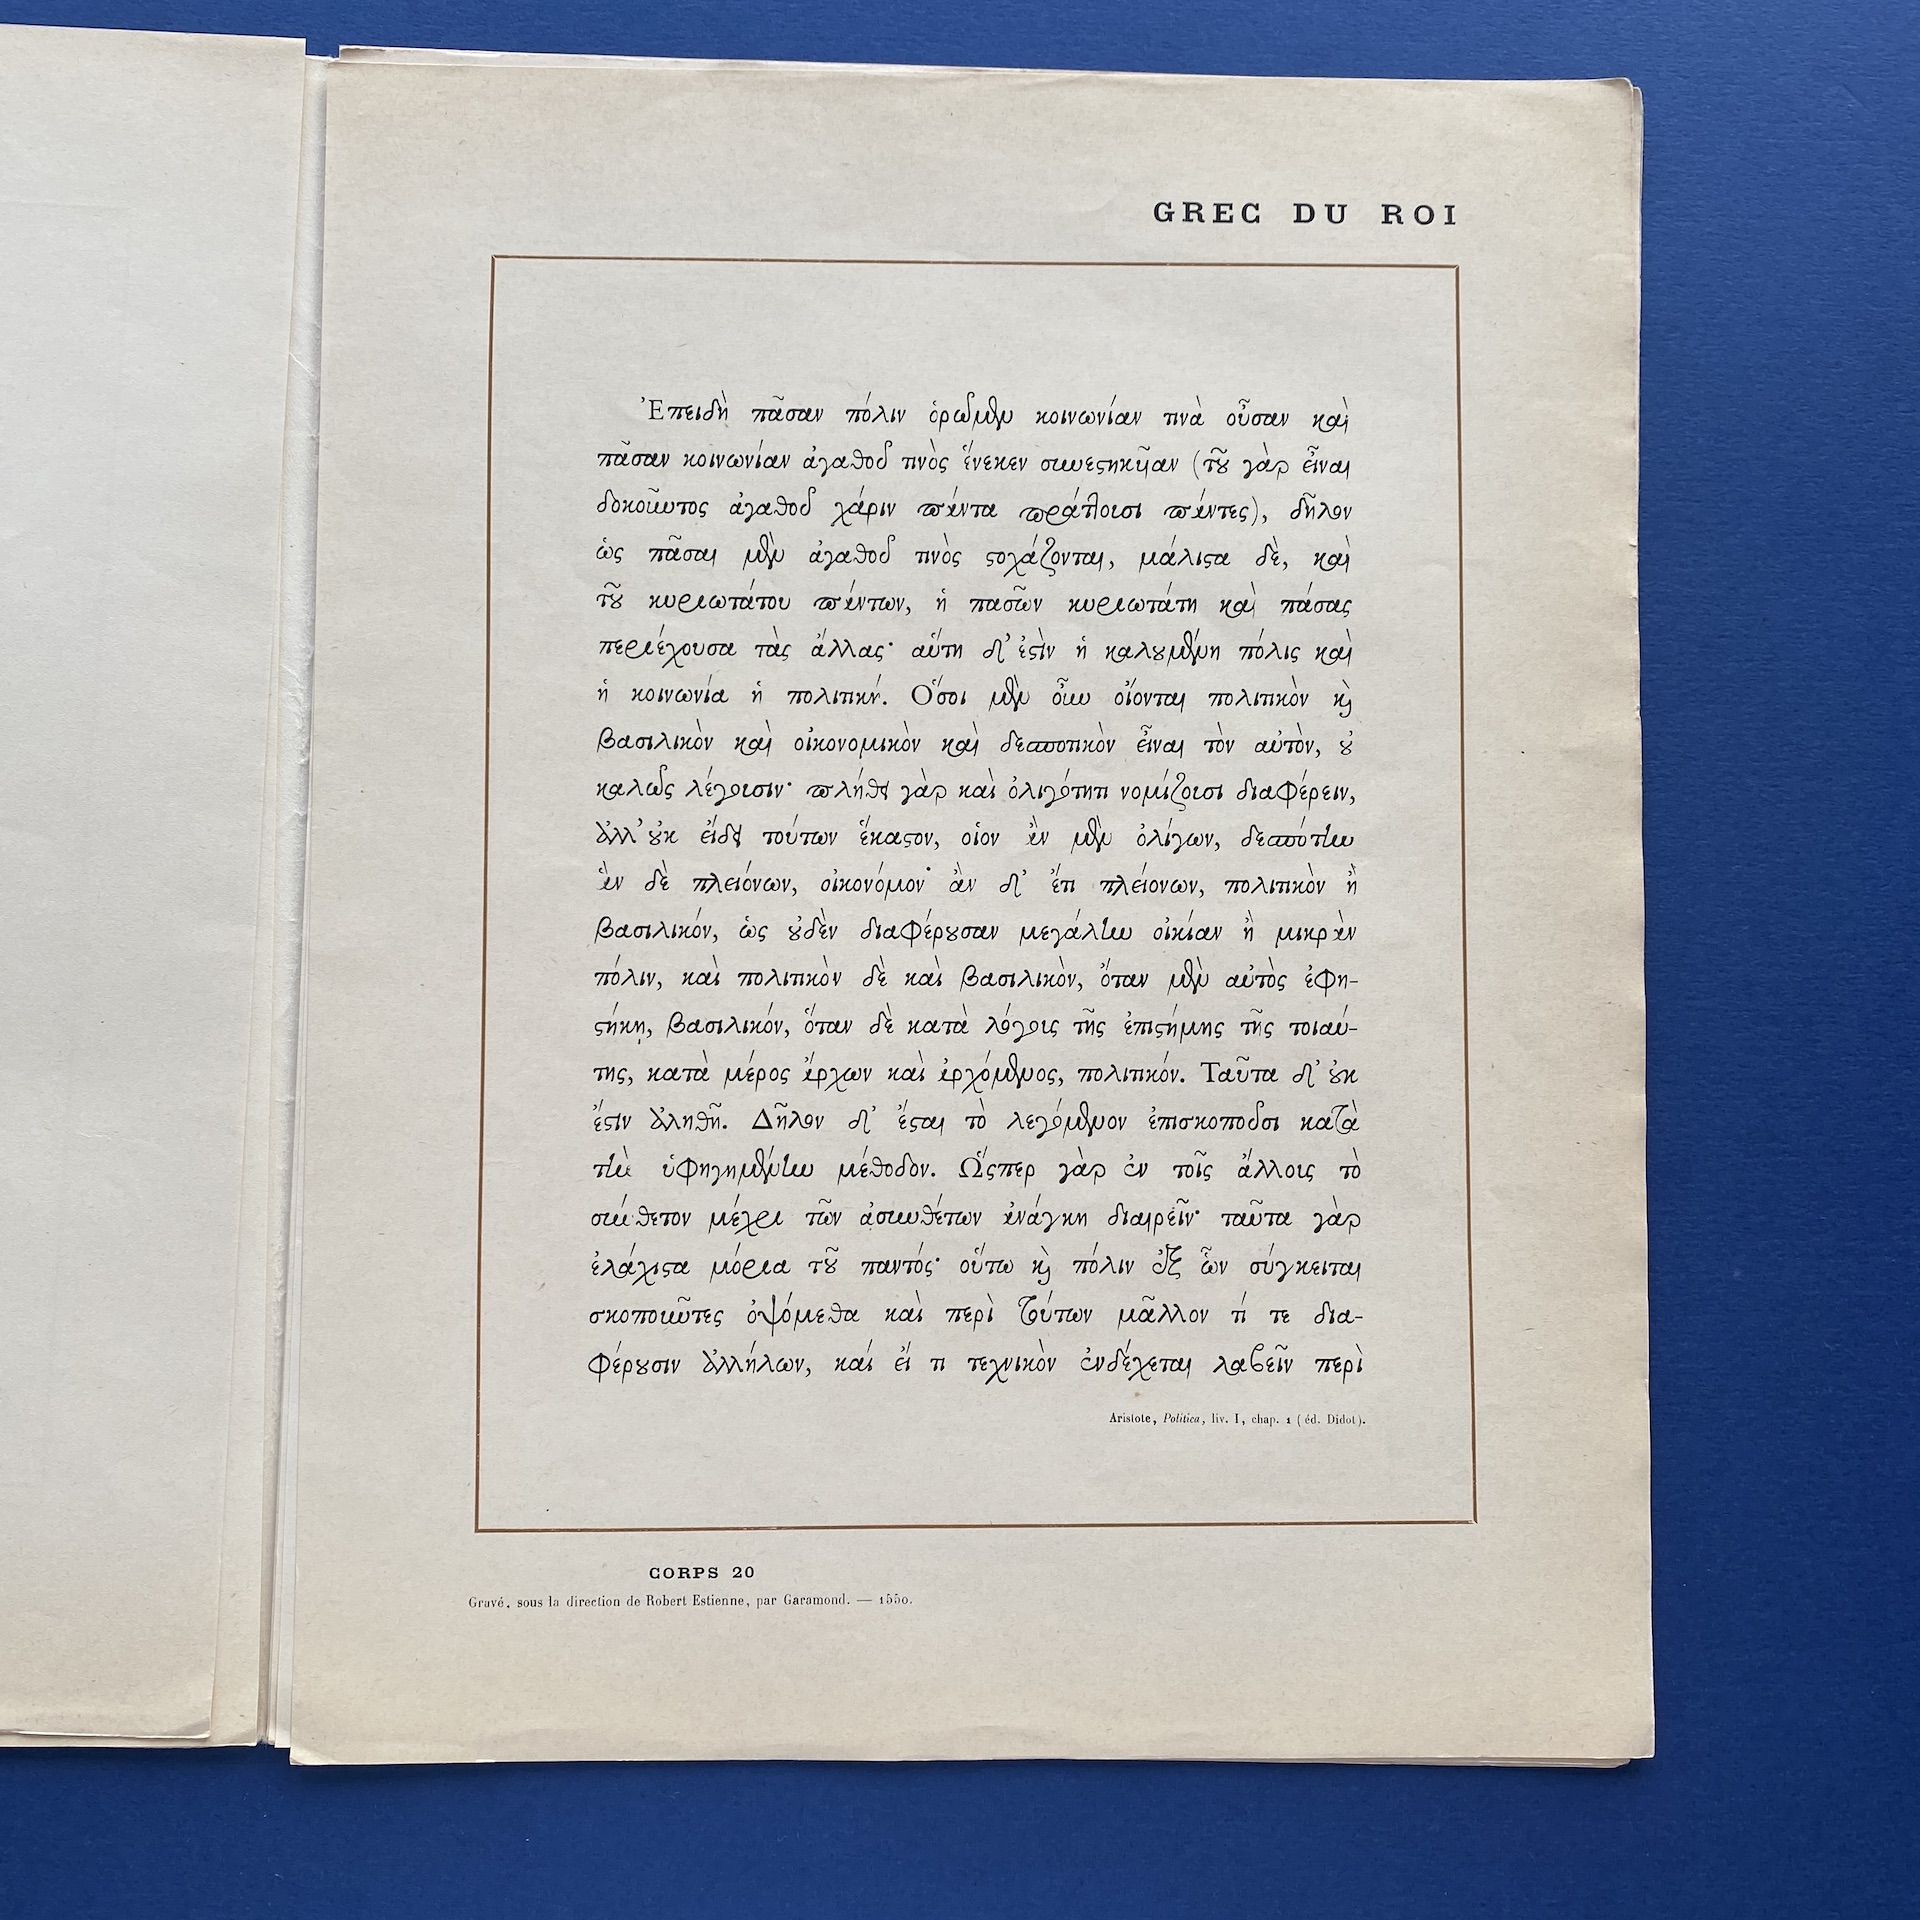 GREC DU ROI
Ἐπειδὴ πᾶσαν πόλιν ὁρῶμεν κοινωνίαν τινὰ οὖσαν καὶ
πᾶσαν κοινωνίαν ἀγαθοῦ τινὸς ἕνεκεν συνεστηκῦιαν (τοῦ γὰρ εἶναι
δοκοῦντος ἀγαθοῦ χάριν πάντα πράττουσι πάντες), δῆλον
ὡς πᾶσαι μὲν ἀγαθοῦ τινὸς στοχάζονται, μάλιστα δὲ, καὶ
τοῦ κυριωτάτου πάντων, ἡ πασῶν κυριωτάτη καὶ πάσας
περιέχουσα τὰς ἄλλας· αὕτη δ’ ἐστὶν ἡ καλουμένη πόλις καὶ
ἡ κοινωνία ἡ πολιτική. Ὅσοι μὲν οὖν οἴονται πολιτικὸν καὶ
βασιλικὸν καὶ οἰκονομικὸν καὶ δεσποτικὸν εἶναι τὸν αὐτὸν, οὐ
καλῶς λέγουσιν· πλήθει γὰρ καὶ ὀλιγότητι νομίζουσι διαφέρειν,
ἀλλ’ οὐκ εἴδει τούτων ἕκαστον, οἷον ἂν μὲν ὀλίγων, δεσπότην
ἂν δὲ πλειόνων, οἰκονόμον· ἂν δ’ ἔτι πλείονων, πολιτικὸν ἢ
βασιλικόν, ὡς οὐδὲν διαφέρουσαν μεγάλην οἰκίαν ἢ μικρὰν
πόλιν, καὶ πολιτικὸν δὲ καὶ βασιλικὸν, ὅταν μὲν αὐτὸς ἐφη-
στήκῃ, βασιλικόν, ὅταν δὲ κατὰ λόγους τῆς ἐπιστήμης τῆς τοιαύ-
της, κατὰ μέρος ἄρχων καὶ ἀρχόμενος, πολιτικόν. Ταῦτα δ’ οὐκ
ἔστιν ἀληθῆ. Δῆλον δ’ ἔσται τὸ λεγόμενον ἐπισκοποῦσι κατὰ
τὴν ὑφηγημένην μέθοδον. Ὥσπερ γὰρ ἐν τοῖς ἄλλοις τὸ
σύνθετον μέχρι τῶν ἀσυνθέτων ἀνάγκη διαιρεῖν· ταῦτα γὰρ
ἐλάχιστα μόρια τοῦ παντός· οὕτω καὶ πόλιν ἐξ ὧν σύγκειται
σκοποῦντες ὀψόμεθα καὶ περὶ τούτων μᾶλλον τί τε δια-
φέρουσιν ἀλλήλων, καί εἴ τι τεχνικὸν ἐνδέχεται λαβεῖν περὶ
Aristote, Politica, liv. I, chap. 1 (éd. Didot).
CORPS 20
Gravé, sous la direction de Robert Estienne, par Garamond. — 1550.